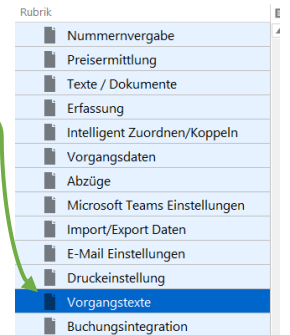 Rubrik
Nummernvergabe
Preisermittlung
Texte / Dokumente
Erfassung
Intelligent Zuordnen/Koppeln
Vorgangsdaten
Abzüge
Microsoft Teams Einstellungen
Import/Export Daten
E-Mail Einstellungen
Druckeinstellung
Vorgangstexte
Buchungsintegration